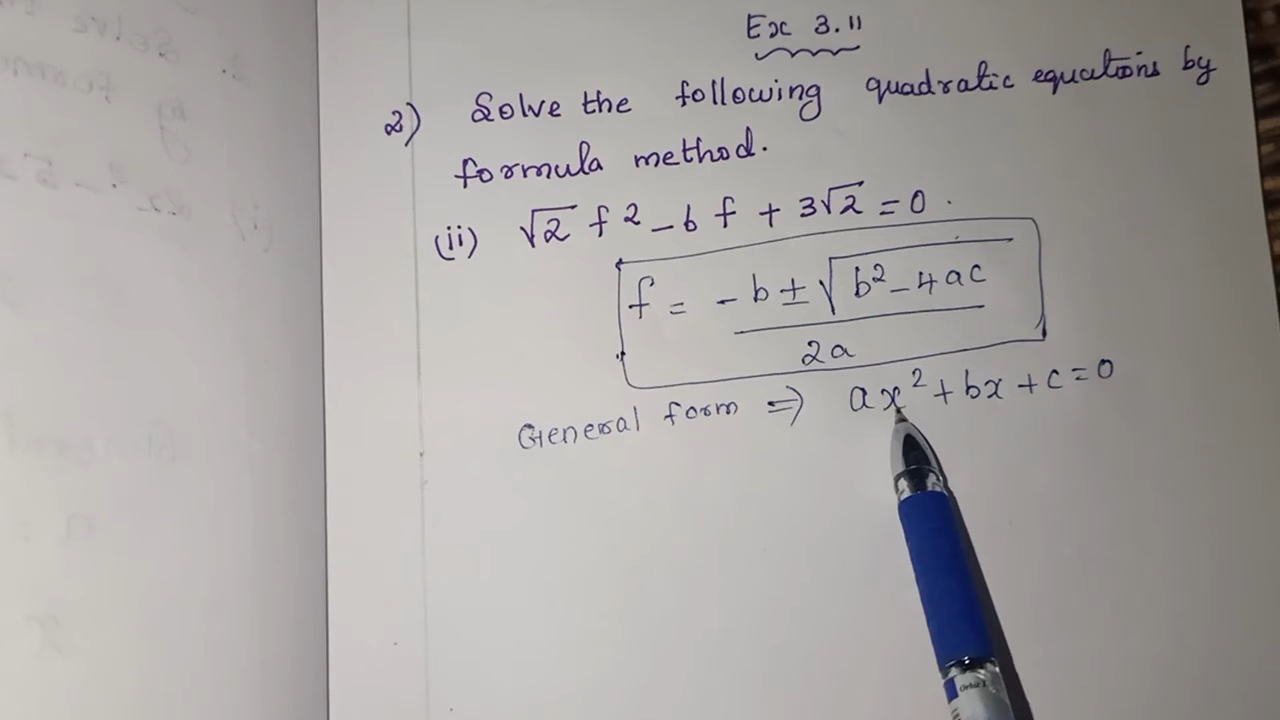 Ex 3.11
2) Solve the following quadratic equations by
formula method.
(ii) √2 f² - 6 f + 3√2 = 0.
f = -b ± √b² - 4ac
2a
General form ⇒ ax² + bx + c = 0